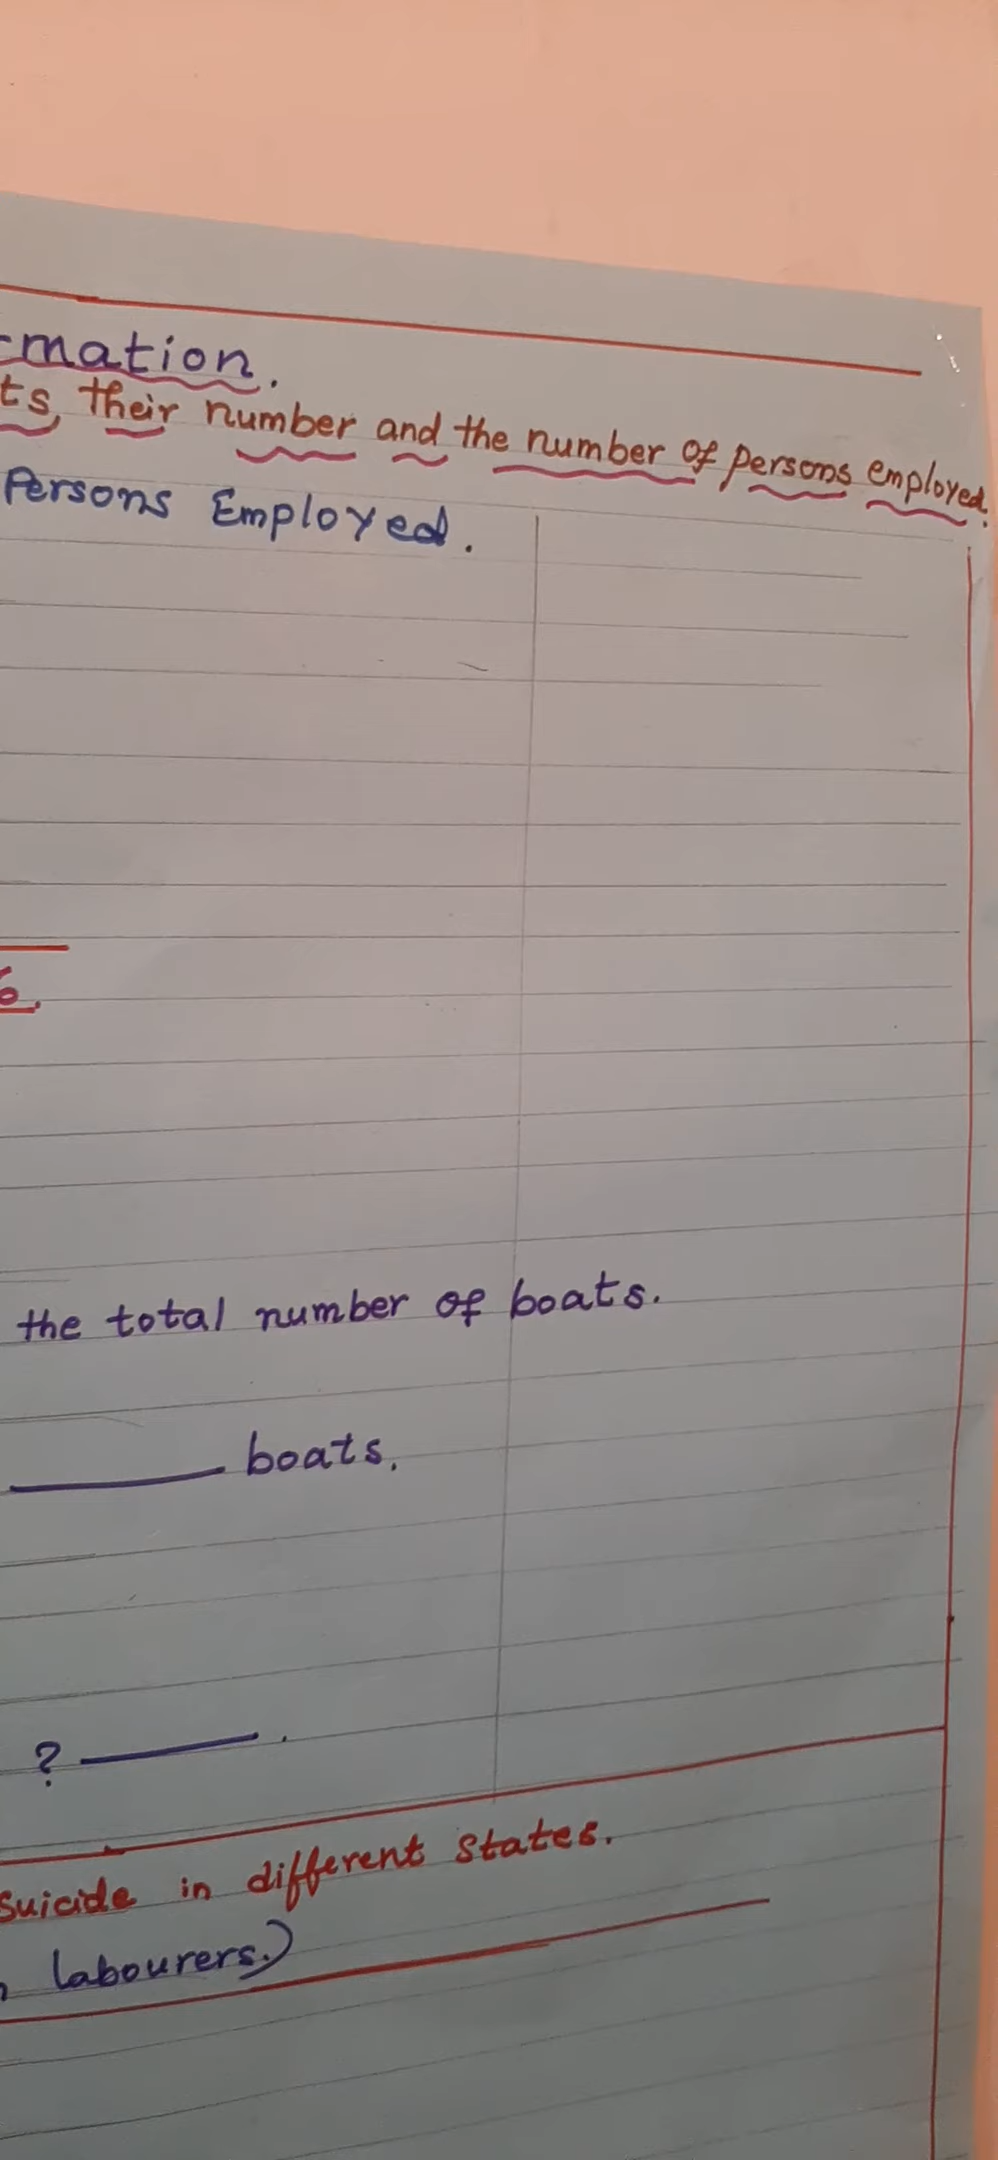 mation.
ts, their number and the number of persons employed.
Persons Employed.
6.
the total number of boats.
boats.
?
Suicide in different states.
labourers.)